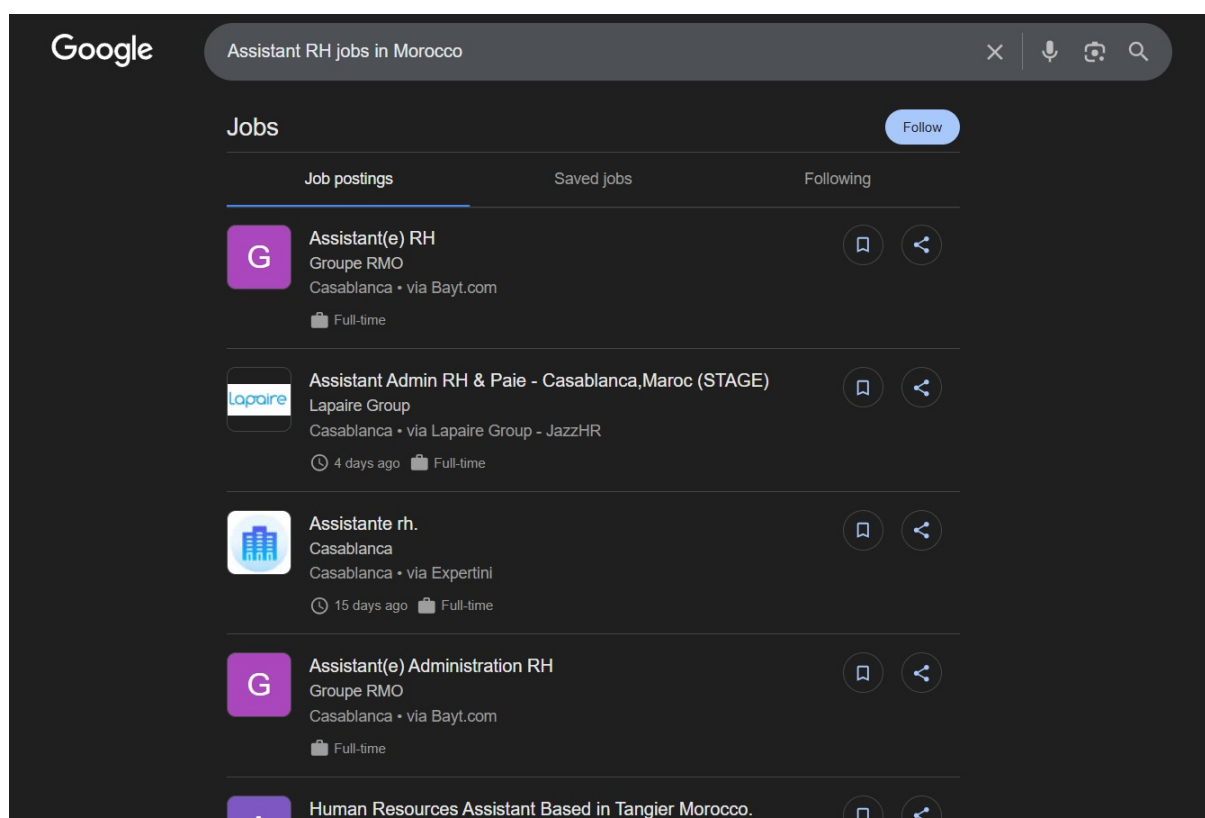 Google
Assistant RH jobs in Morocco
Jobs
Follow
Job postings
Saved jobs
Following
G
Assistant(e) RH
Groupe RMO
Casablanca • via Bayt.com
Full-time
Lapaire
Assistant Admin RH & Paie - Casablanca,Maroc (STAGE)
Lapaire Group
Casablanca • via Lapaire Group - JazzHR
4 days ago Full-time
Assistante rh.
Casablanca
Casablanca • via Expertini
15 days ago Full-time
G
Assistant(e) Administration RH
Groupe RMO
Casablanca • via Bayt.com
Full-time
Human Resources Assistant Based in Tangier Morocco.